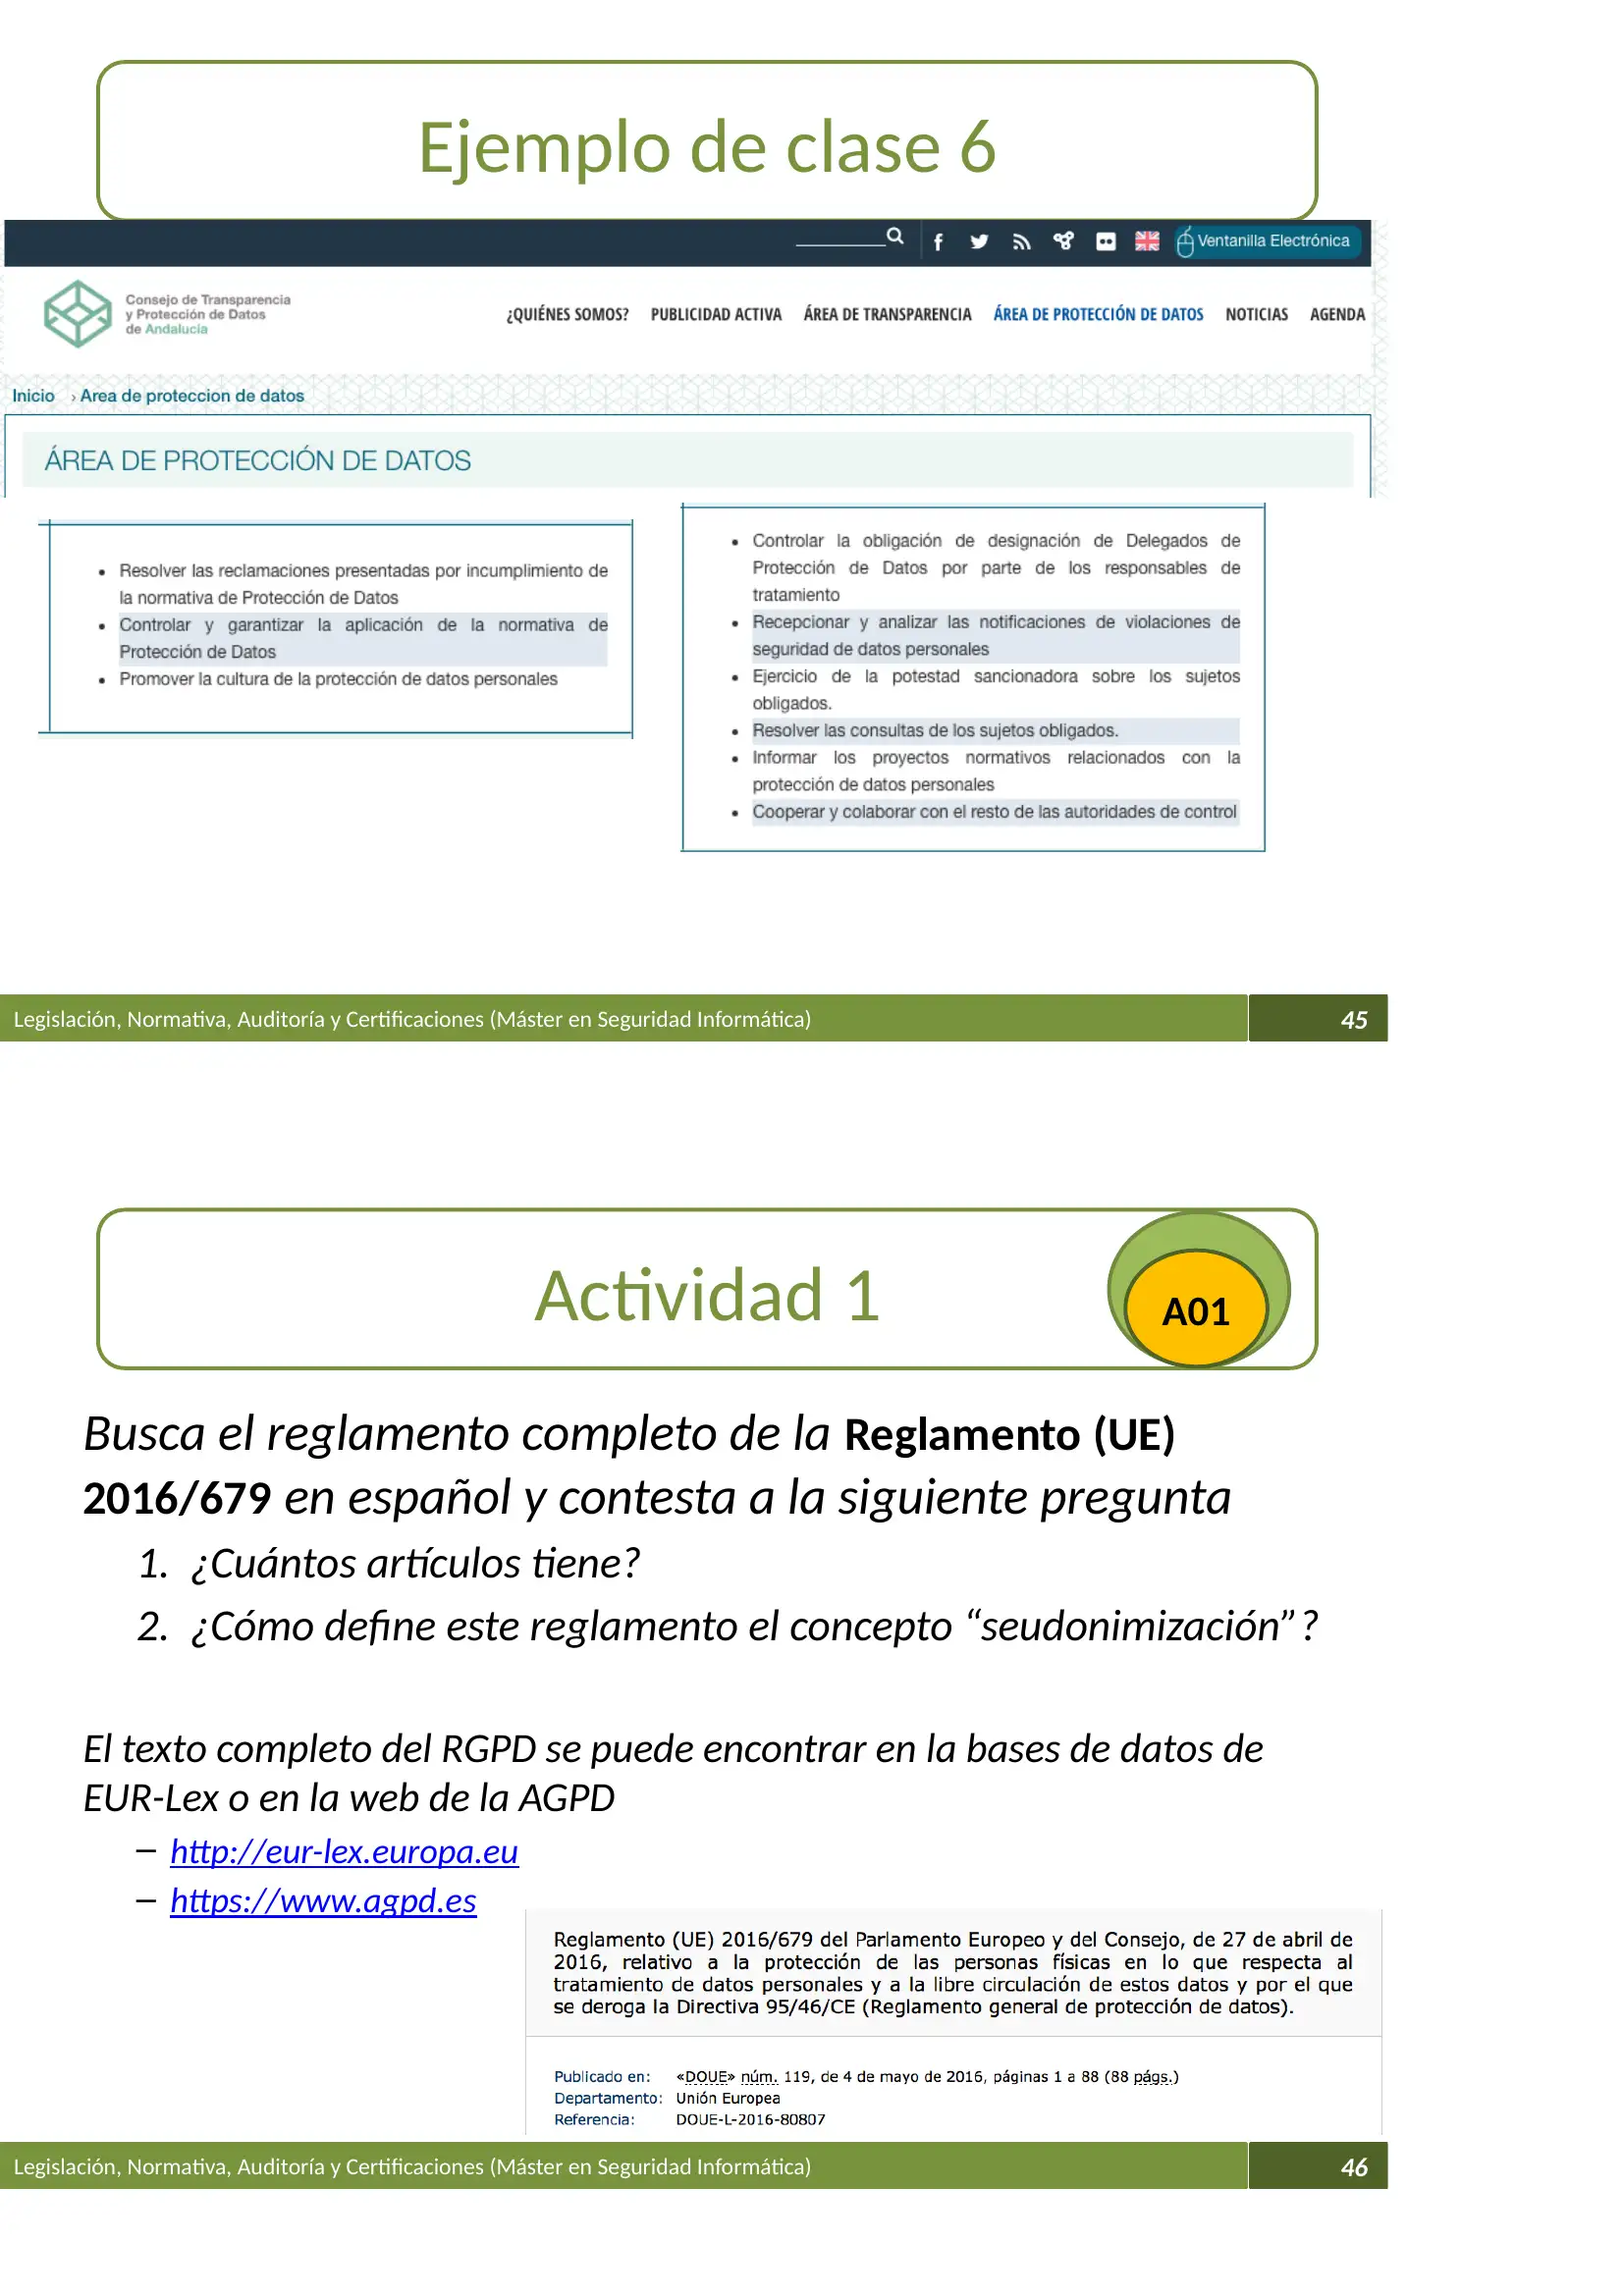 Ejemplo de clase 6
Ventanilla Electrónica
Consejo de Transparencia
y Protección de Datos
de Andalucía
¿QUIÉNES SOMOS? PUBLICIDAD ACTIVA ÁREA DE TRANSPARENCIA ÁREA DE PROTECCIÓN DE DATOS NOTICIAS AGENDA
Inicio › Area de proteccion de datos
ÁREA DE PROTECCIÓN DE DATOS
• Resolver las reclamaciones presentadas por incumplimiento de
la normativa de Protección de Datos
• Controlar y garantizar la aplicación de la normativa de
Protección de Datos
• Promover la cultura de la protección de datos personales
• Controlar la obligación de designación de Delegados de
Protección de Datos por parte de los responsables de
tratamiento
• Recepcionar y analizar las notificaciones de violaciones de
seguridad de datos personales
• Ejercicio de la potestad sancionadora sobre los sujetos
obligados.
• Resolver las consultas de los sujetos obligados.
• Informar los proyectos normativos relacionados con la
protección de datos personales
• Cooperar y colaborar con el resto de las autoridades de control
Legislación, Normativa, Auditoría y Certificaciones (Máster en Seguridad Informática) 45
Actividad 1
A01
Busca el reglamento completo de la Reglamento (UE)
2016/679 en español y contesta a la siguiente pregunta
1. ¿Cuántos artículos tiene?
2. ¿Cómo define este reglamento el concepto “seudonimización”?
El texto completo del RGPD se puede encontrar en la bases de datos de
EUR-Lex o en la web de la AGPD
– http://eur-lex.europa.eu
– https://www.agpd.es
Reglamento (UE) 2016/679 del Parlamento Europeo y del Consejo, de 27 de abril de
2016, relativo a la protección de las personas físicas en lo que respecta al
tratamiento de datos personales y a la libre circulación de estos datos y por el que
se deroga la Directiva 95/46/CE (Reglamento general de protección de datos).
Publicado en: «DOUE» núm. 119, de 4 de mayo de 2016, páginas 1 a 88 (88 págs.)
Departamento: Unión Europea
Referencia: DOUE-L-2016-80807
Legislación, Normativa, Auditoría y Certificaciones (Máster en Seguridad Informática) 46